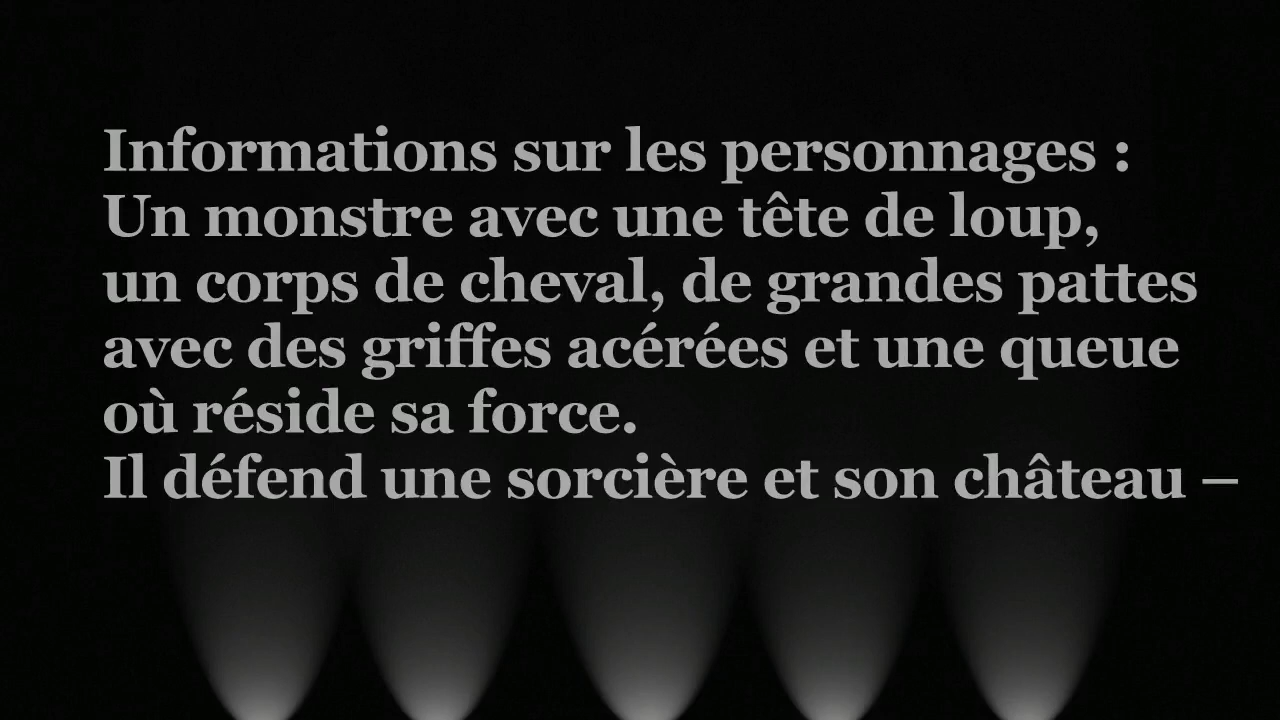 Informations sur les personnages :
Un monstre avec une tête de loup,
un corps de cheval, de grandes pattes
avec des griffes acérées et une queue
où réside sa force.
Il défend une sorcière et son château –